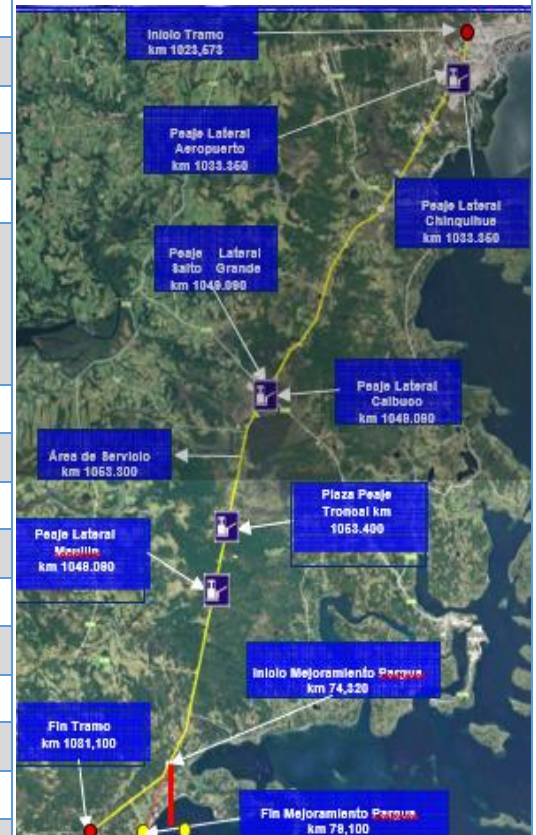 Inicio Tramo
km 1023,573
Peaje Lateral
Aeropuerto
km 1033.350
Peaje Lateral
Chinquihue
km 1033.350
Peaje Lateral
Salto Grande
km 1049.090
Peaje Lateral
Calbuco
km 1049.090
Área de Servicio
km 1053.300
Plaza Peaje
Troncal km
1053.400
Peaje Lateral
Maullín
km 1049.090
Inicio Mejoramiento Pargua
km 74,320
Fin Tramo
km 1081,100
Fin Mejoramiento Pargua
km 78,100